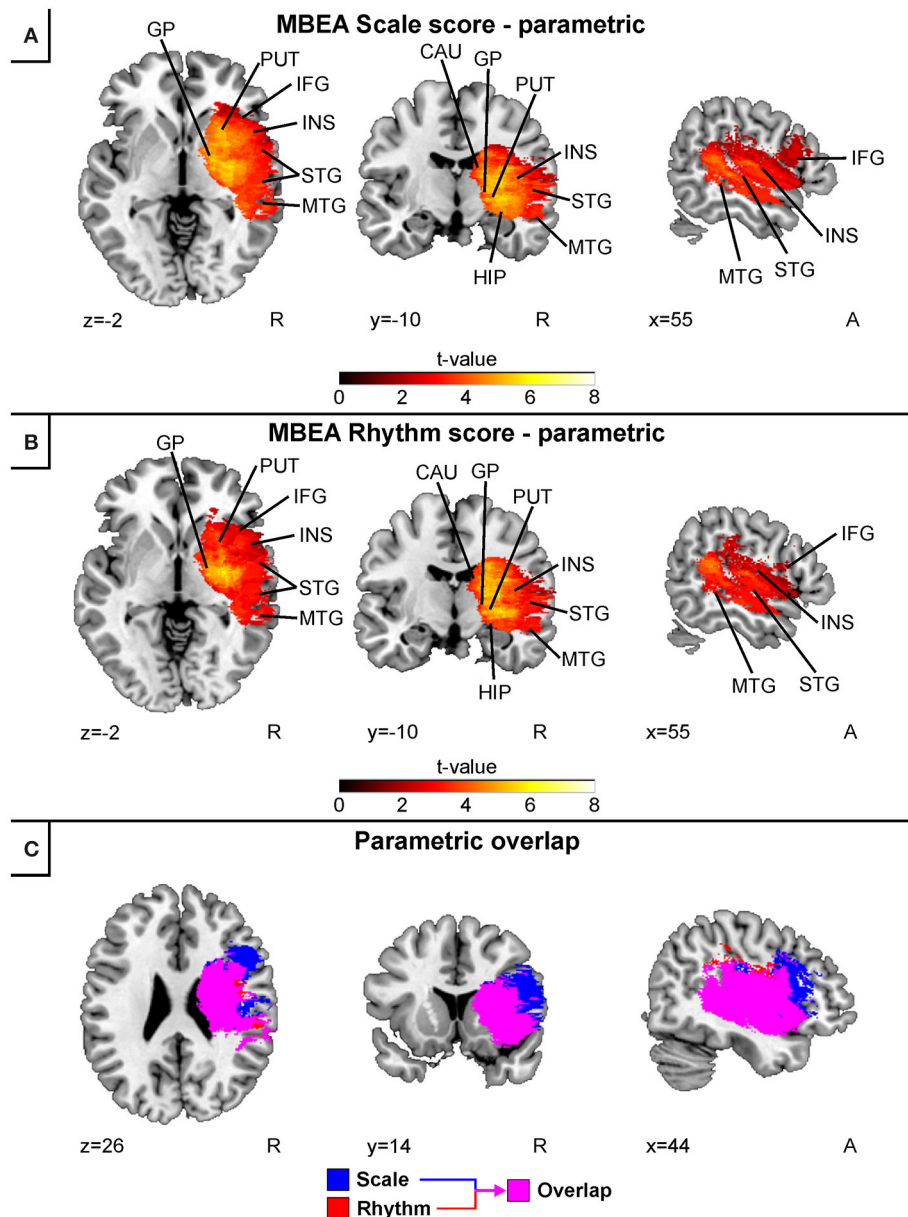 A
MBEA Scale score - parametric
GP
PUT
IFG
INS
STG
MTG
z=-2
R
CAU
GP
PUT
INS
STG
MTG
HIP
y=-10
R
IFG
INS
STG
MTG
x=55
A
t-value
0 2 4 6 8
B
MBEA Rhythm score - parametric
GP
PUT
IFG
INS
STG
MTG
z=-2
R
CAU
GP
PUT
INS
STG
MTG
HIP
y=-10
R
IFG
INS
STG
MTG
x=55
A
t-value
0 2 4 6 8
C
Parametric overlap
z=26
R
y=14
R
x=44
A
Scale
Rhythm
Overlap